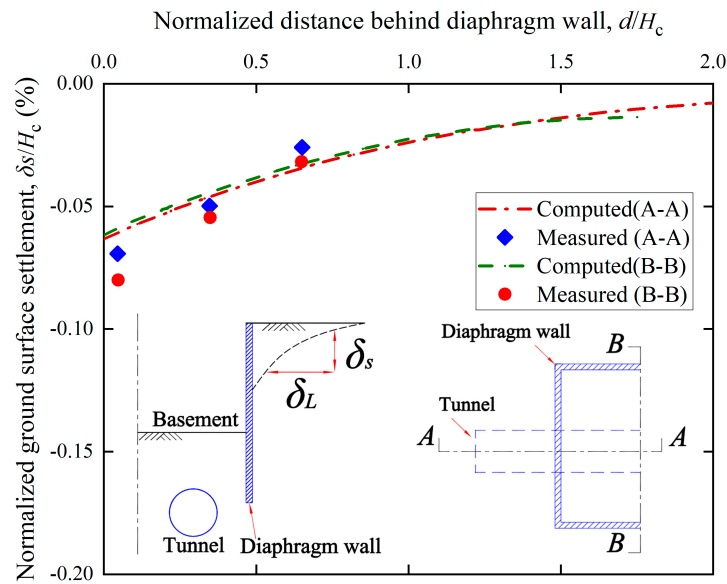 Normalized distance behind diaphragm wall, d/Hc
0.0 0.5 1.0 1.5 2.0
Normalized ground surface settlement, δs/Hc (%)
0.00
-0.05
-0.10
-0.15
-0.20
Computed(A-A)
Measured (A-A)
Computed(B-B)
Measured (B-B)
δs
δL
Basement
Tunnel
Diaphragm wall
Diaphragm wall
B
Tunnel
A A
B